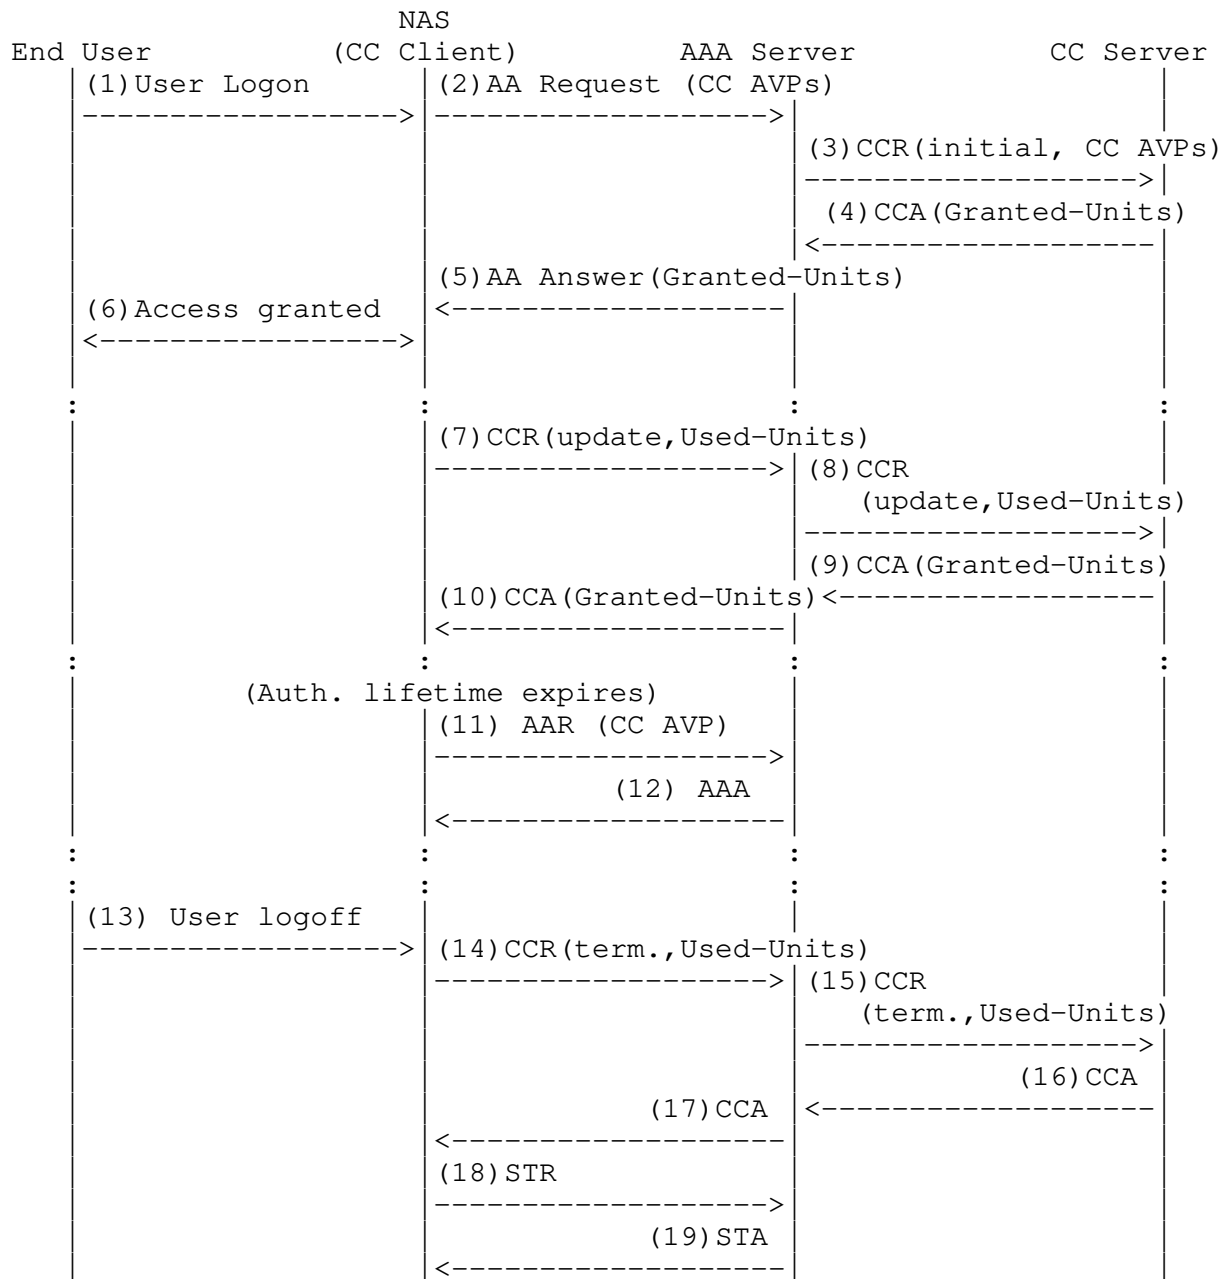 NAS
End User (CC Client) AAA Server CC Server
(1)User Logon (2)AA Request (CC AVPs)
(3)CCR(initial, CC AVPs)
(4)CCA(Granted-Units)
(5)AA Answer(Granted-Units)
(6)Access granted
(7)CCR(update,Used-Units)
(8)CCR
(update,Used-Units)
(9)CCA(Granted-Units)
(10)CCA(Granted-Units)
(Auth. lifetime expires)
(11) AAR (CC AVP)
(12) AAA
(13) User logoff
(14)CCR(term.,Used-Units)
(15)CCR
(term.,Used-Units)
(16)CCA
(17)CCA
(18)STR
(19)STA